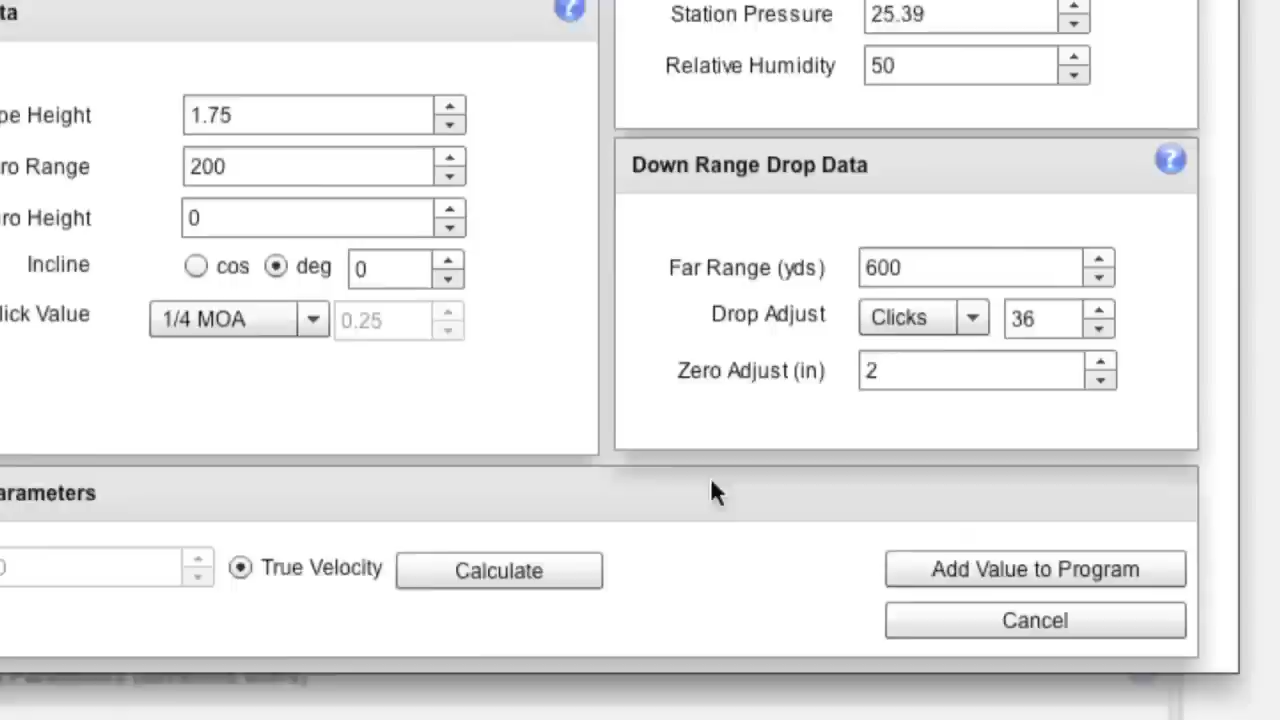 ta
Station Pressure 25.39
Relative Humidity 50
pe Height 1.75
ro Range 200
ro Height 0
Incline cos deg 0
lick Value 1/4 MOA 0.25
Down Range Drop Data
Far Range (yds) 600
Drop Adjust Clicks 36
Zero Adjust (in) 2
arameters
0 True Velocity Calculate
Add Value to Program
Cancel